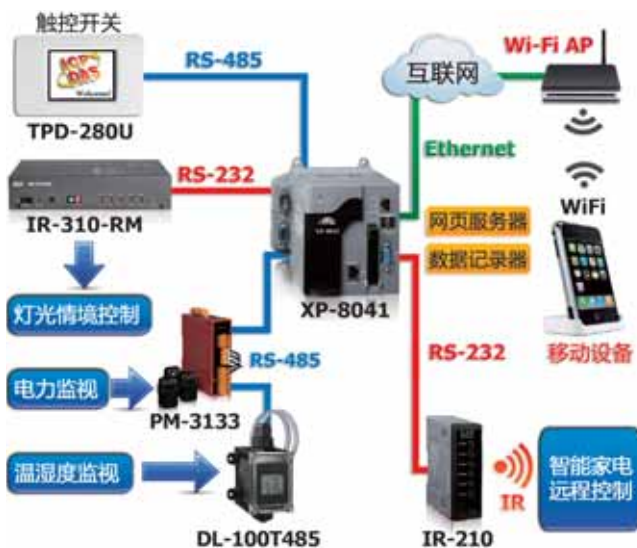 触控开关
ICP
DAS
Welcome!
TPD-280U
RS-485
互联网
Wi-Fi AP
Ethernet
WiFi
IR-310-RM
RS-232
网页服务器
数据记录器
XP-8041
灯光情境控制
RS-485
RS-232
移动设备
电力监视
PM-3133
温湿度监视
DL-100T485
IR-210
IR
智能家电
远程控制